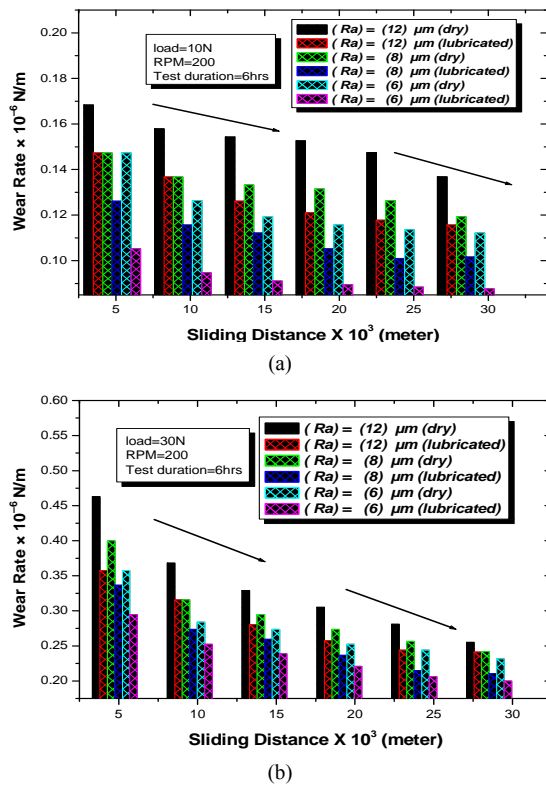 load=10N
RPM=200
Test duration=6hrs
( Ra) = (12) µm (dry)
( Ra) = (12) µm (lubricated)
( Ra) = (8) µm (dry)
( Ra) = (8) µm (lubricated)
( Ra) = (6) µm (dry)
( Ra) = (6) µm (lubricated)
Wear Rate × 10⁻⁶ N/m
0.20
0.18
0.16
0.14
0.12
0.10
5 10 15 20 25 30
Sliding Distance X 10³ (meter)
(a)
load=30N
RPM=200
Test duration=6hrs
( Ra) = (12) µm (dry)
( Ra) = (12) µm (lubricated)
( Ra) = (8) µm (dry)
( Ra) = (8) µm (lubricated)
( Ra) = (6) µm (dry)
( Ra) = (6) µm (lubricated)
Wear Rate × 10⁻⁶ N/m
0.60
0.55
0.50
0.45
0.40
0.35
0.30
0.25
0.20
5 10 15 20 25 30
Sliding Distance X 10³ (meter)
(b)